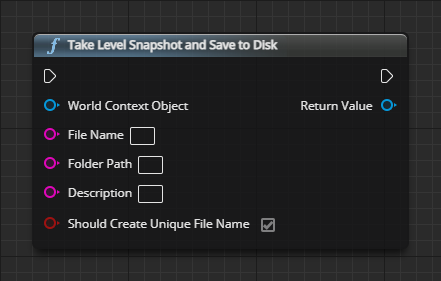 Take Level Snapshot and Save to Disk
World Context Object Return Value
File Name
Folder Path
Description
Should Create Unique File Name